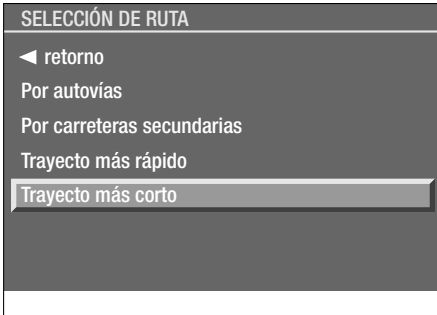 SELECCIÓN DE RUTA
◄ retorno
Por autovías
Por carreteras secundarias
Trayecto más rápido
Trayecto más corto